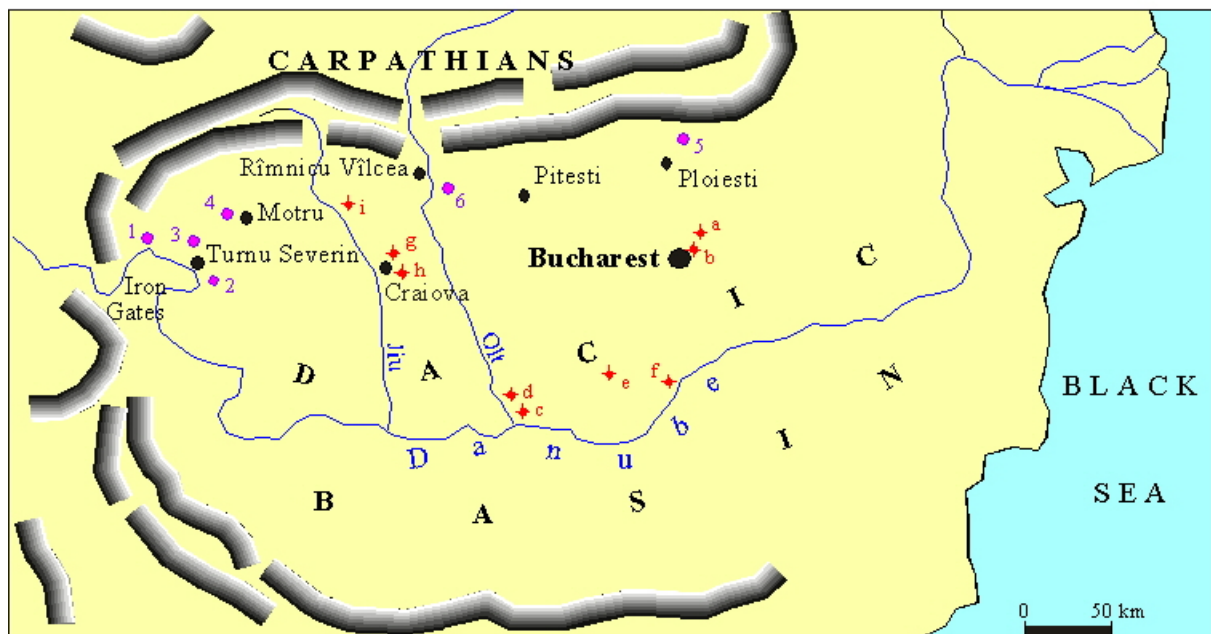 CARPATHIANS
5
Rîmnicu Vîlcea
Pitesti
Ploiesti
6
i
4
Motru
a
1
3
g
b
Turnu Severin
Bucharest
h
2
Craiova
Iron
Gates
Jiu
Olt
D A C I C
e
f
d
c
BLACK
SEA
Danube
B A S I N
0 50 km